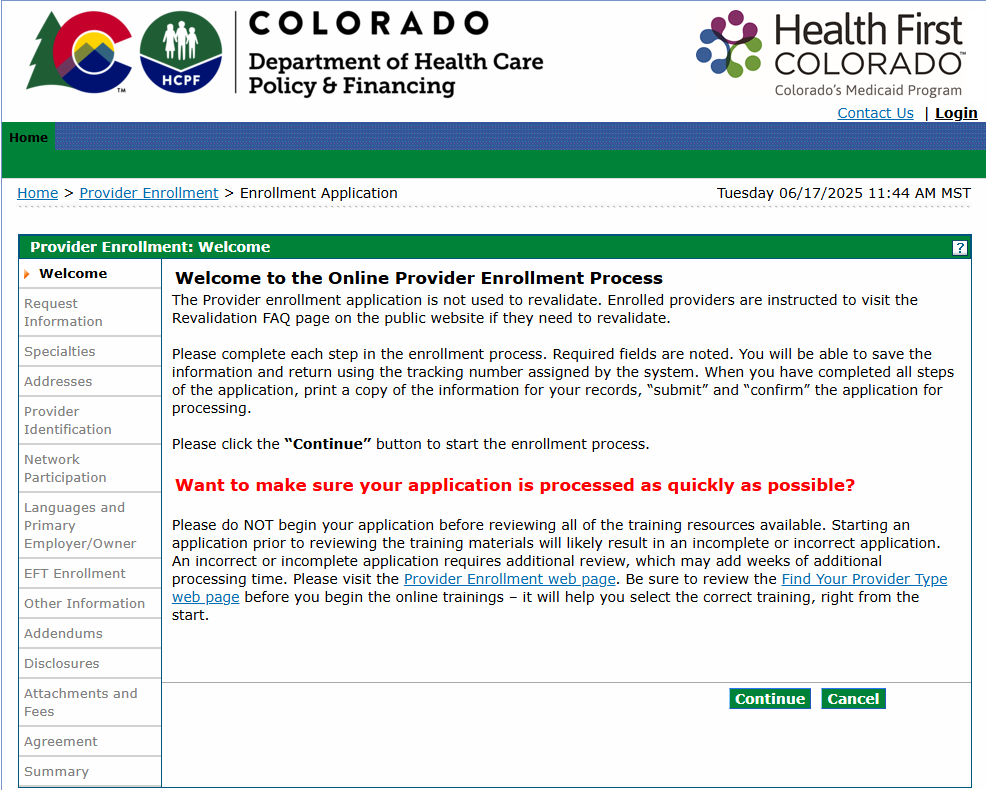 COLORADO
Department of Health Care
Policy & Financing
HCPF
TM
Health First
COLORADO™
Colorado's Medicaid Program
Contact Us | Login
Home
Home > Provider Enrollment > Enrollment Application
Tuesday 06/17/2025 11:44 AM MST
Provider Enrollment: Welcome
?
Welcome
Request
Information
Specialties
Addresses
Provider
Identification
Network
Participation
Languages and
Primary
Employer/Owner
EFT Enrollment
Other Information
Addendums
Disclosures
Attachments and
Fees
Agreement
Summary
Welcome to the Online Provider Enrollment Process
The Provider enrollment application is not used to revalidate. Enrolled providers are instructed to visit the
Revalidation FAQ page on the public website if they need to revalidate.
Please complete each step in the enrollment process. Required fields are noted. You will be able to save the
information and return using the tracking number assigned by the system. When you have completed all steps
of the application, print a copy of the information for your records, “submit” and “confirm” the application for
processing.
Please click the “Continue” button to start the enrollment process.
Want to make sure your application is processed as quickly as possible?
Please do NOT begin your application before reviewing all of the training resources available. Starting an
application prior to reviewing the training materials will likely result in an incomplete or incorrect application.
An incorrect or incomplete application requires additional review, which may add weeks of additional
processing time. Please visit the Provider Enrollment web page. Be sure to review the Find Your Provider Type
web page before you begin the online trainings – it will help you select the correct training, right from the
start.
Continue
Cancel